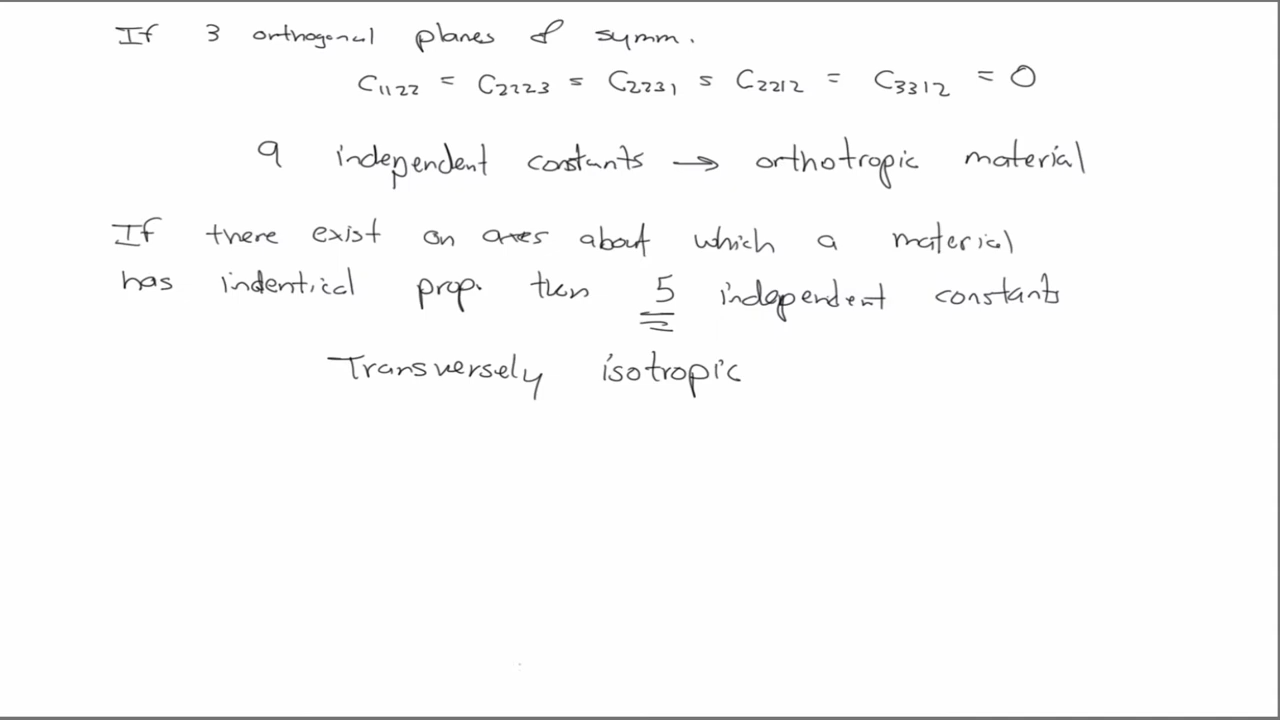 If 3 orthogonal planes of symm.
C1122 = C2223 = C2231 = C2212 = C3312 = 0
9 independent constants → orthotropic material
If there exist an axes about which a material
has indentical prop. then 5 independent constants
Transversely isotropic